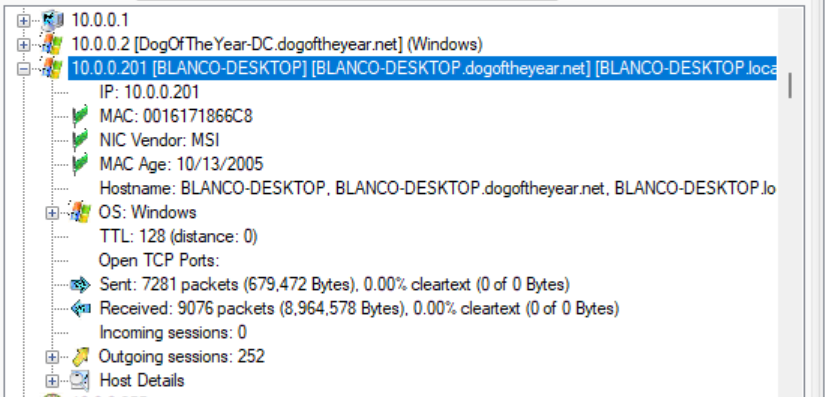 10.0.0.1
10.0.0.2 [DogOfTheYear-DC.dogoftheyear.net] (Windows)
10.0.0.201 [BLANCO-DESKTOP] [BLANCO-DESKTOP.dogoftheyear.net] [BLANCO-DESKTOP.loca
IP: 10.0.0.201
MAC: 0016171866C8
NIC Vendor: MSI
MAC Age: 10/13/2005
Hostname: BLANCO-DESKTOP, BLANCO-DESKTOP.dogoftheyear.net, BLANCO-DESKTOP.lo
OS: Windows
TTL: 128 (distance: 0)
Open TCP Ports:
Sent: 7281 packets (679,472 Bytes), 0.00% cleartext (0 of 0 Bytes)
Received: 9076 packets (8,964,578 Bytes), 0.00% cleartext (0 of 0 Bytes)
Incoming sessions: 0
Outgoing sessions: 252
Host Details